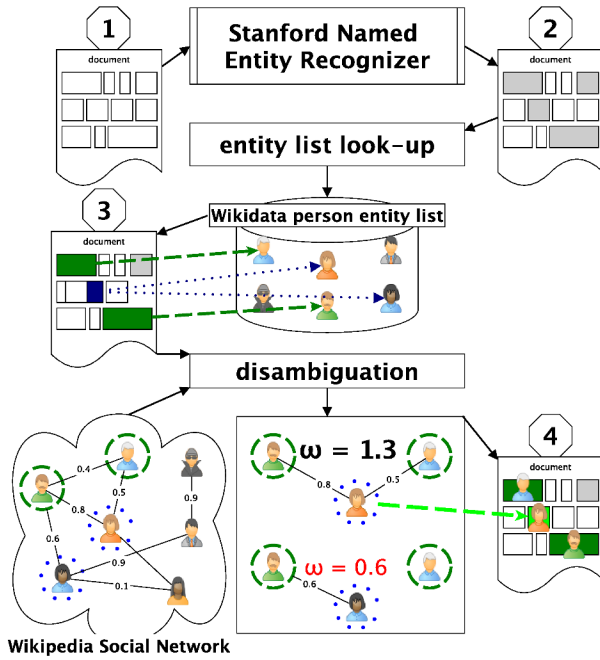 1
Stanford Named
Entity Recognizer
2
document
document
entity list look-up
3
Wikidata person entity list
document
disambiguation
ω = 1.3
4
0.4
0.5
0.8
0.9
0.6
0.9
0.1
0.8
0.5
document
ω = 0.6
0.6
Wikipedia Social Network